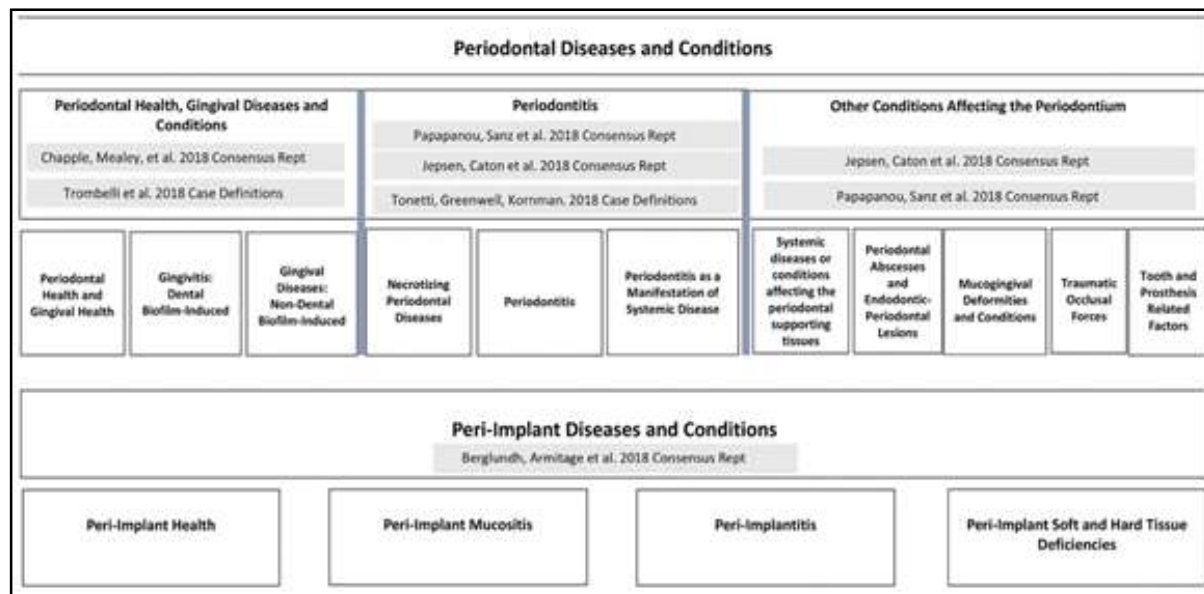 Periodontal Diseases and Conditions
Periodontal Health, Gingival Diseases and
Conditions
Chapple, Mealey, et al. 2018 Consensus Rept
Trombelli et al. 2018 Case Definitions
Periodontitis
Papapanou, Sanz et al. 2018 Consensus Rept
Jepsen, Caton et al. 2018 Consensus Rept
Tonetti, Greenwell, Kornman. 2018 Case Definitions
Other Conditions Affecting the Periodontium
Jepsen, Caton et al. 2018 Consensus Rept
Papapanou, Sanz et al. 2018 Consensus Rept
Periodontal
Health and
Gingival Health
Gingivitis:
Dental
Biofilm-Induced
Gingival
Diseases:
Non-Dental
Biofilm-Induced
Necrotizing
Periodontal
Diseases
Periodontitis
Periodontitis as a
Manifestation of
Systemic Disease
Systemic
diseases or
conditions
affecting the
periodontal
supporting
tissues
Periodontal
Abscesses
and
Endodontic-
Periodontal
Lesions
Mucogingival
Deformities
and Conditions
Traumatic
Occlusal
Forces
Tooth and
Prosthesis
Related
Factors
Peri-Implant Diseases and Conditions
Berglundh, Armitage et al. 2018 Consensus Rept
Peri-Implant Health
Peri-Implant Mucositis
Peri-Implantitis
Peri-Implant Soft and Hard Tissue
Deficiencies